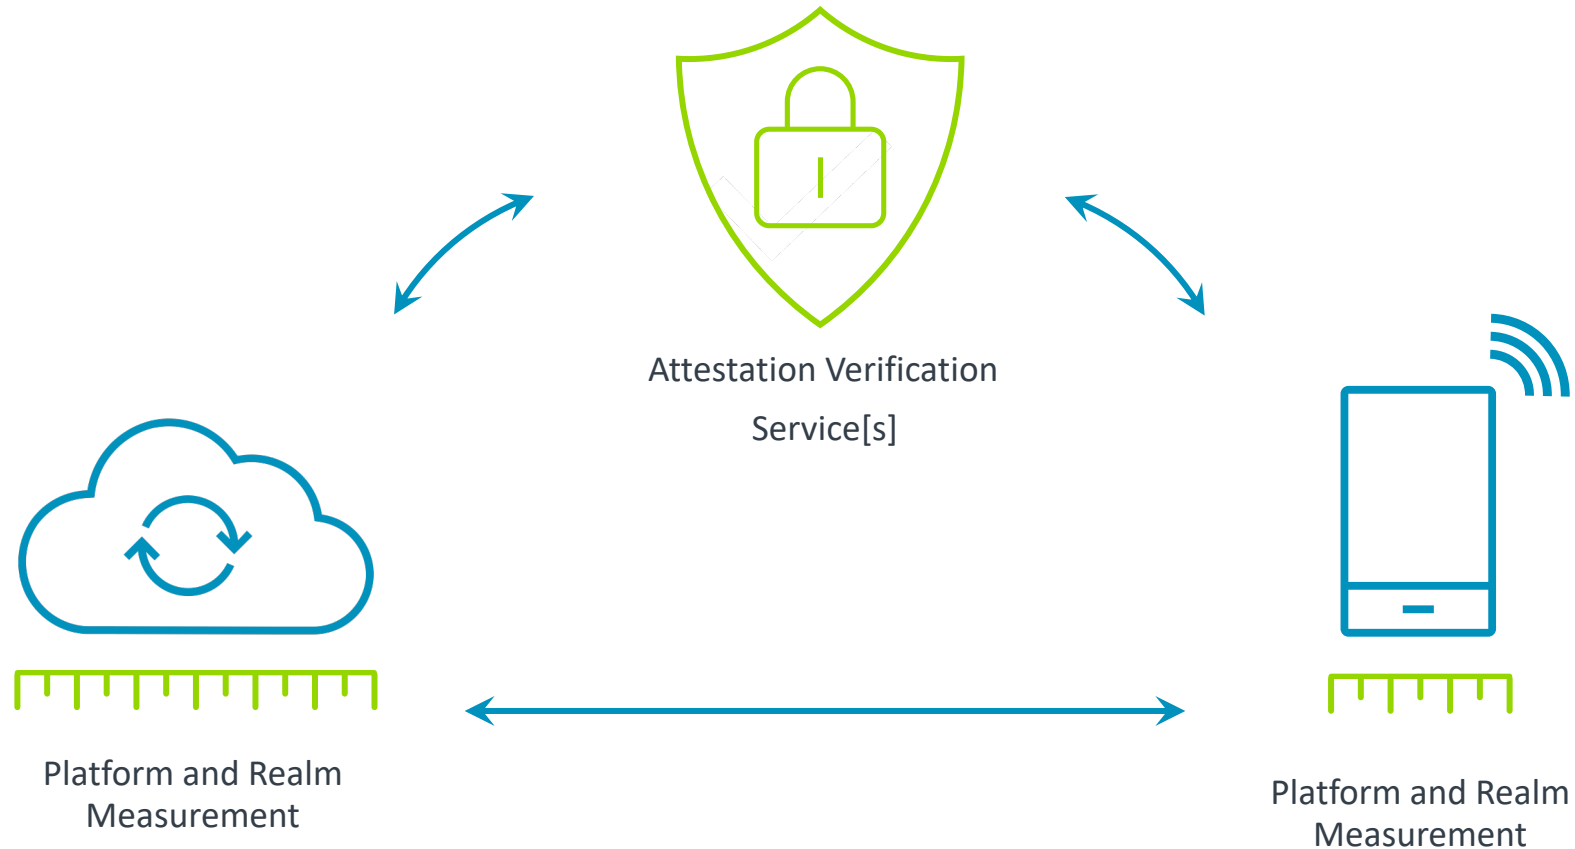 Attestation Verification
Service[s]
Platform and Realm
Measurement
Platform and Realm
Measurement